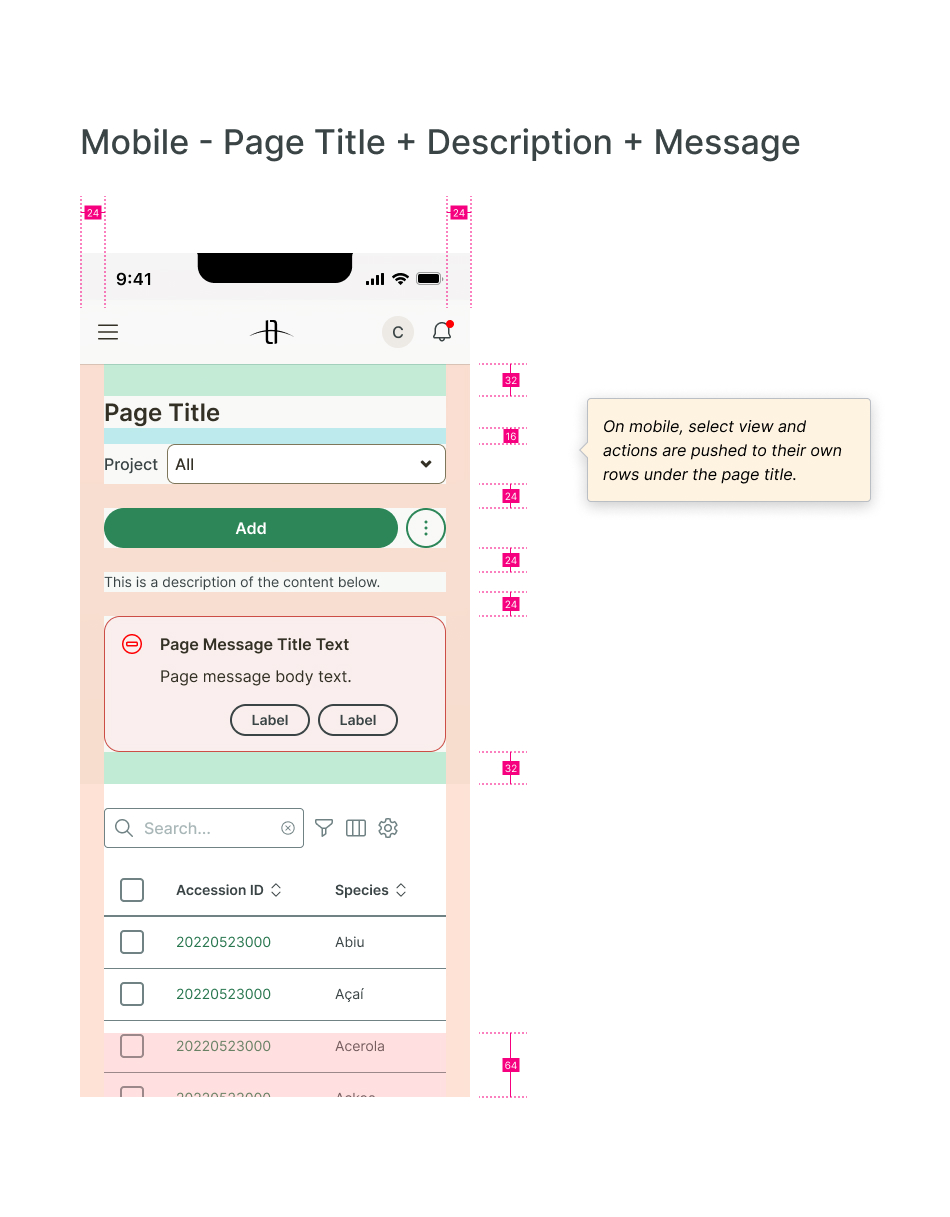 Mobile - Page Title + Description + Message
24
24
9:41
C
32
Page Title
16
Project
All
24
Add
24
This is a description of the content below.
24
On mobile, select view and
actions are pushed to their own
rows under the page title.
Page Message Title Text
Page message body text.
Label
Label
32
Search...
Accession ID
Species
20220523000
Abiu
20220523000
Açaí
20220523000
Acerola
64
20220523000